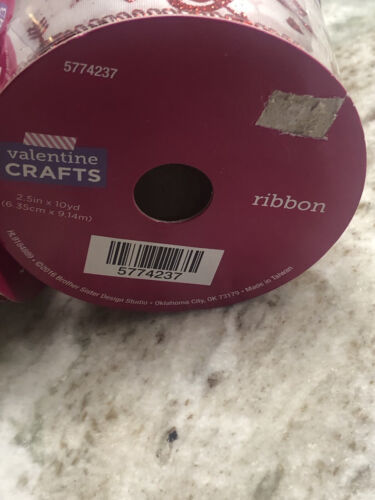 5774237
valentine
CRAFTS
2.5in x 10yd
(6.35cm x 9.14m)
ribbon
5774237
©2016 Brother Sister Design Studio • Oklahoma City, OK 73179 • Made in Taiwan